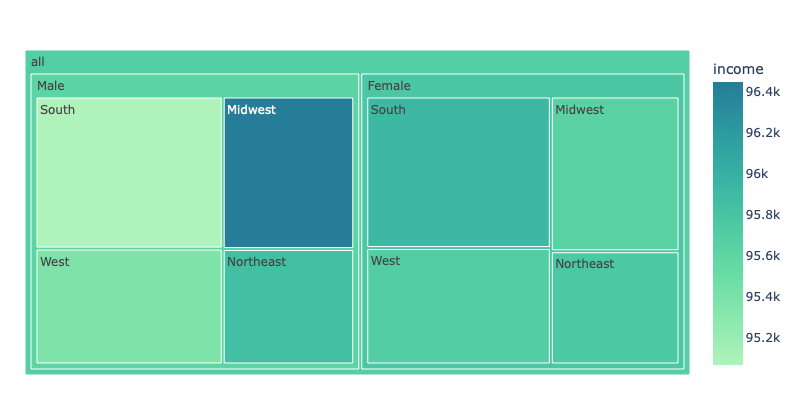 all
Male
South
Midwest
West
Northeast
Female
South
Midwest
West
Northeast
income
96.4k
96.2k
96k
95.8k
95.6k
95.4k
95.2k